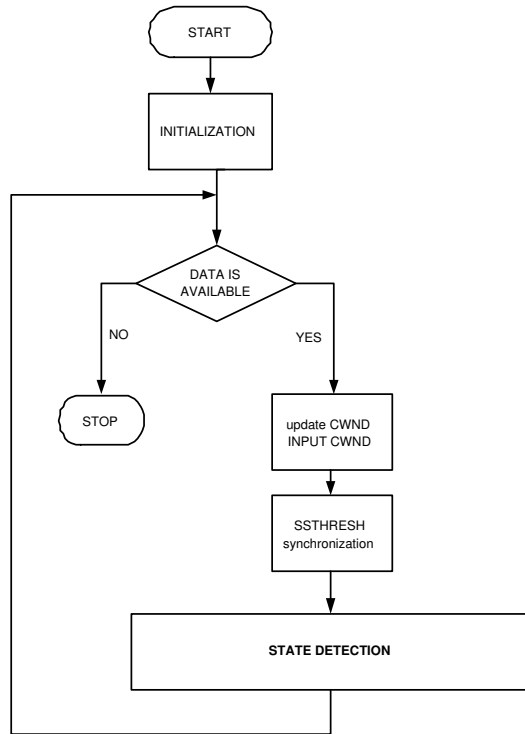 START
INITIALIZATION
DATA IS
AVAILABLE
NO
YES
STOP
update CWND
INPUT CWND
SSTHRESH
synchronization
STATE DETECTION